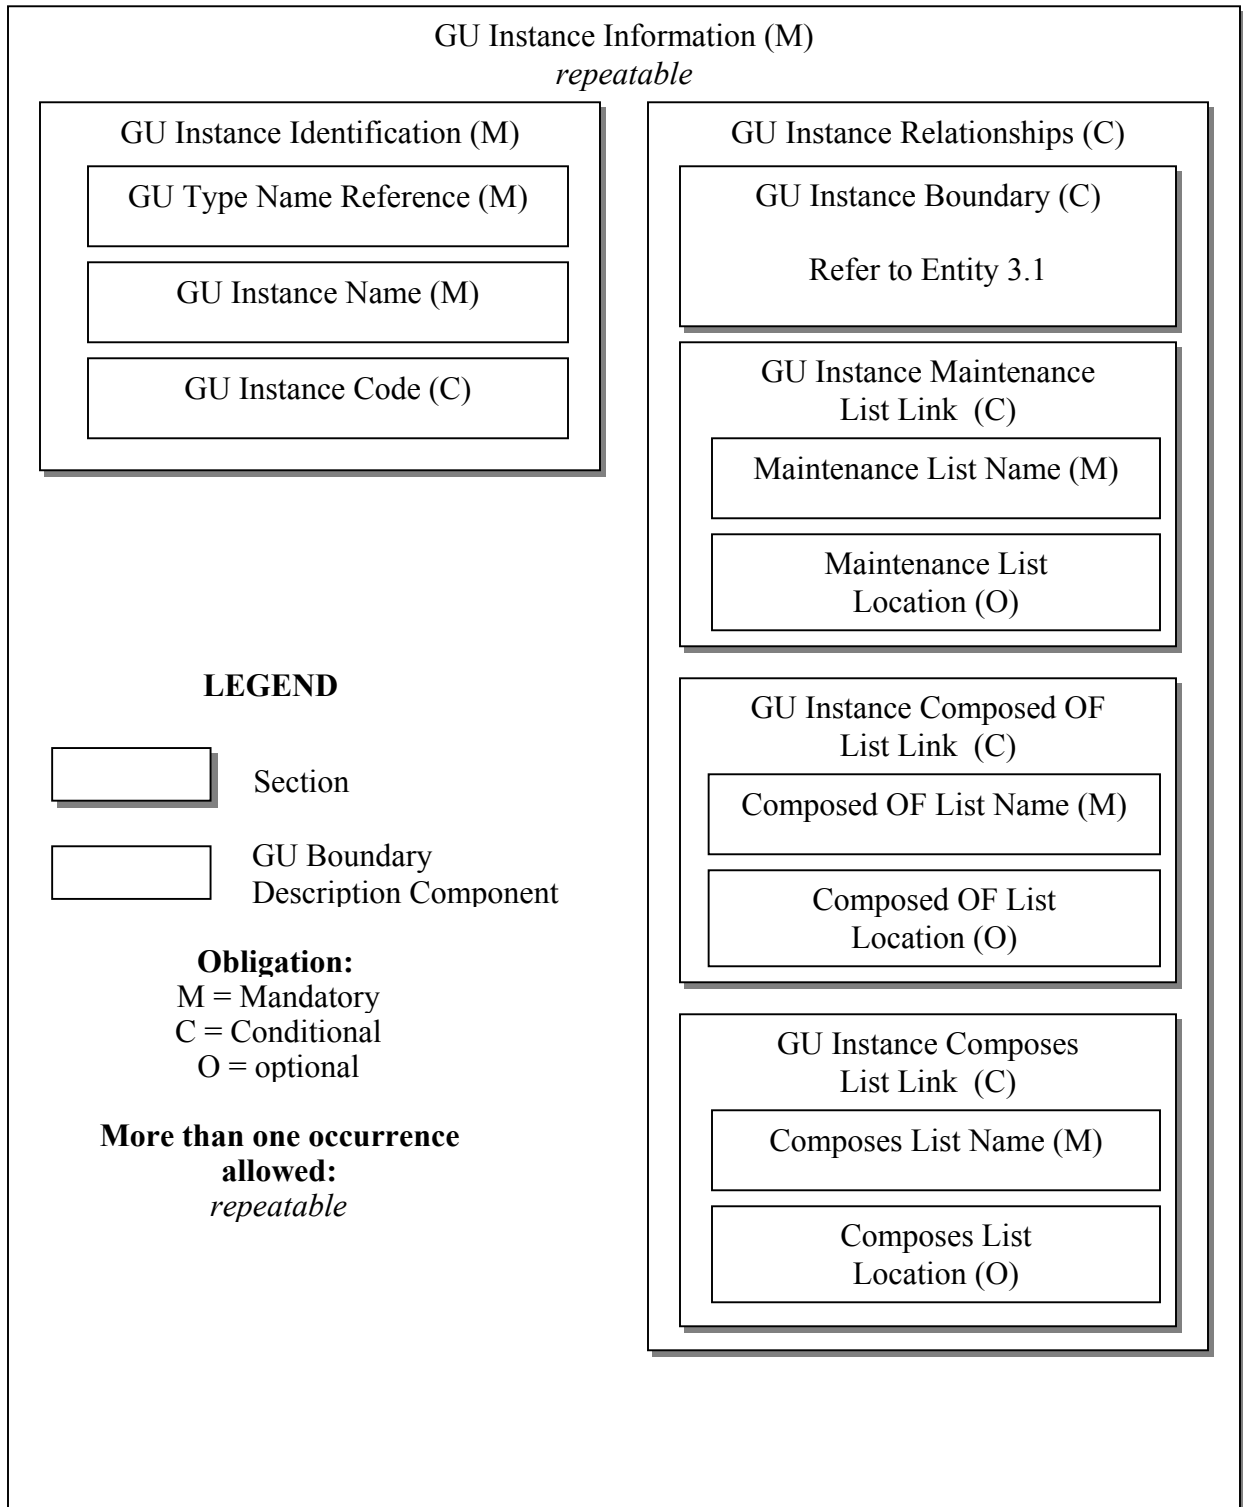 GU Instance Information (M)
repeatable
GU Instance Identification (M)
GU Type Name Reference (M)
GU Instance Name (M)
GU Instance Code (C)
GU Instance Relationships (C)
GU Instance Boundary (C)
Refer to Entity 3.1
GU Instance Maintenance
List Link (C)
Maintenance List Name (M)
Maintenance List
Location (O)
GU Instance Composed OF
List Link (C)
Composed OF List Name (M)
Composed OF List
Location (O)
GU Instance Composes
List Link (C)
Composes List Name (M)
Composes List
Location (O)
LEGEND
Section
GU Boundary
Description Component
Obligation:
M = Mandatory
C = Conditional
O = optional
More than one occurrence
allowed:
repeatable